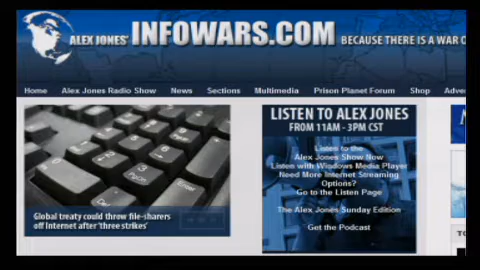 ALEX JONES' INFOWARS.COM BECAUSE THERE IS A WAR O
Home Alex Jones Radio Show News Sections Multimedia Prison Planet Forum Shop Adver
LISTEN TO ALEX JONES
FROM 11AM - 3PM CST
Listen to the
Alex Jones Show Now
Listen with Windows Media Player
Need More Internet Streaming
Options?
Go to the Listen Page
The Alex Jones Sunday Edition
Get the Podcast
Global treaty could throw file-sharers
off Internet after 'three strikes'